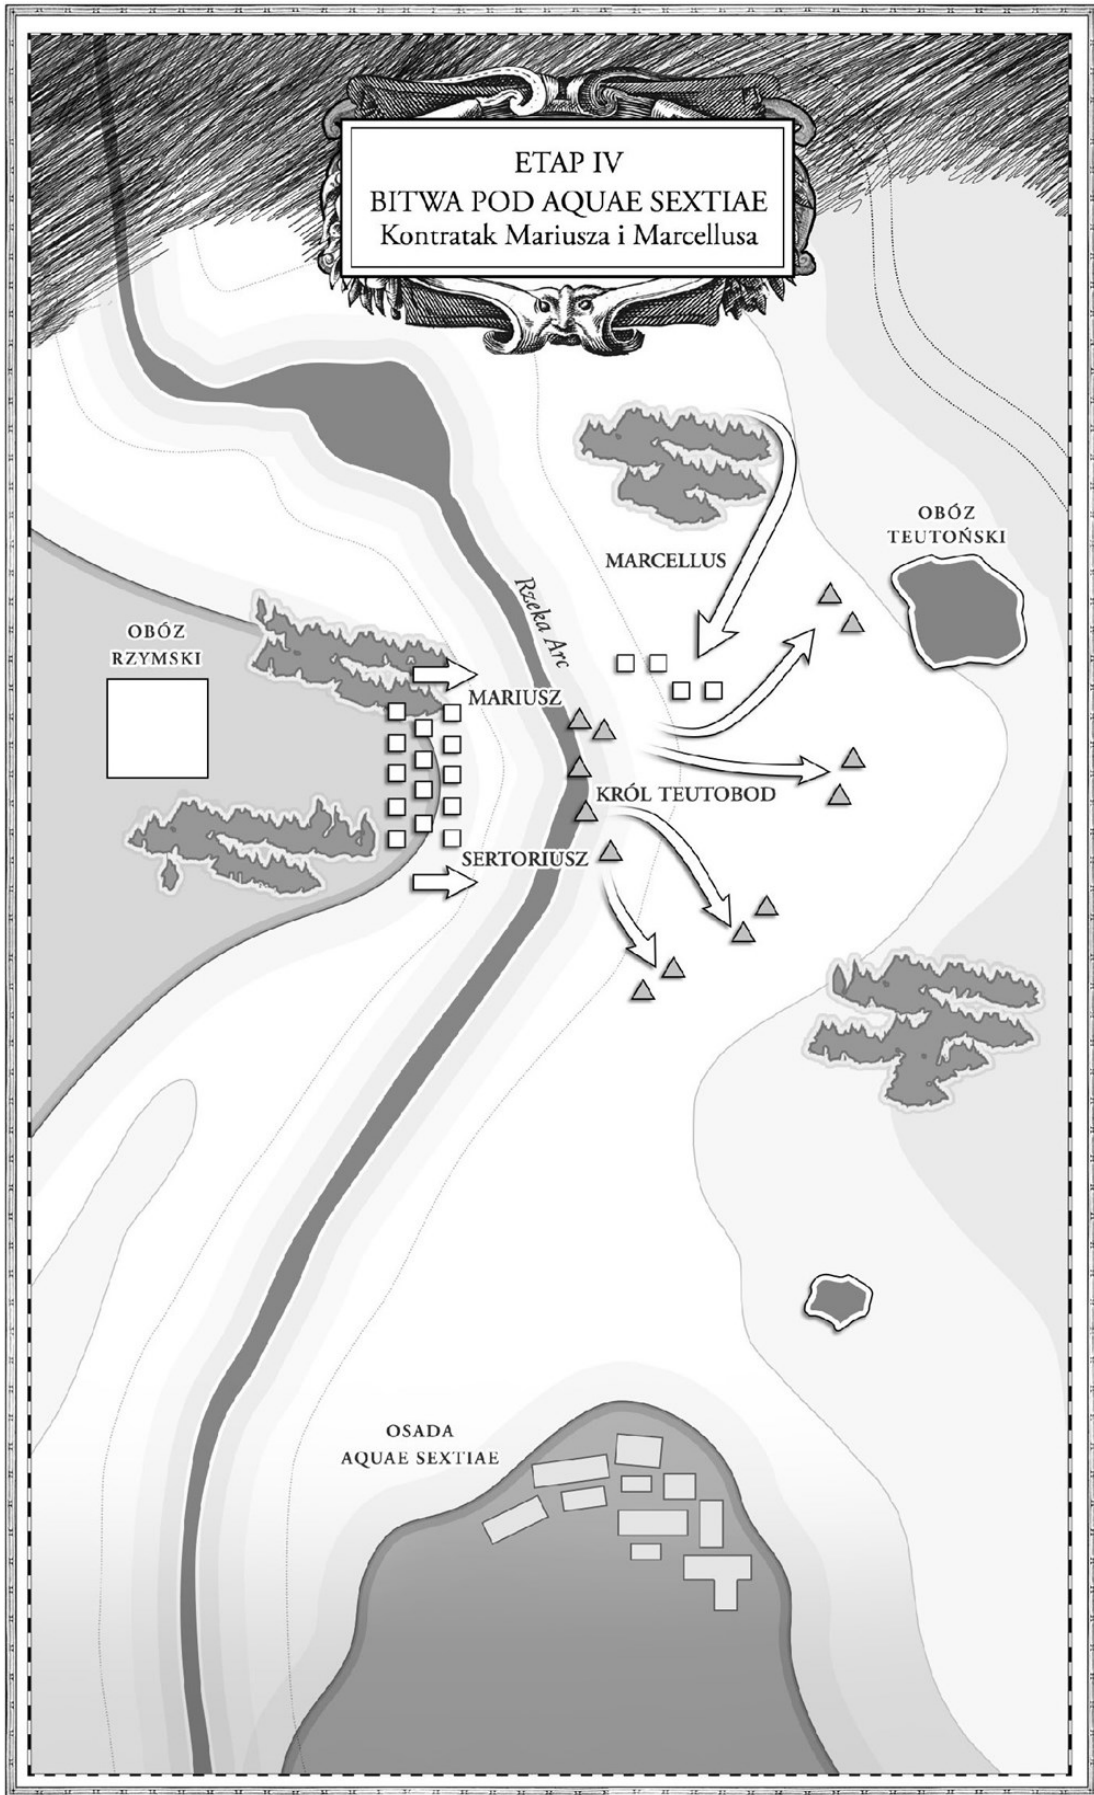 ETAP IV
BITWA POD AQUAE SEXTIAE
Kontratak Mariusza i Marcellusa
OBÓZ
TEUTOŃSKI
MARCELLUS
Rzeka Arc
OBÓZ
RZYMSKI
MARIUSZ
KRÓL TEUTOBOD
SERTORIUSZ
OSADA
AQUAE SEXTIAE